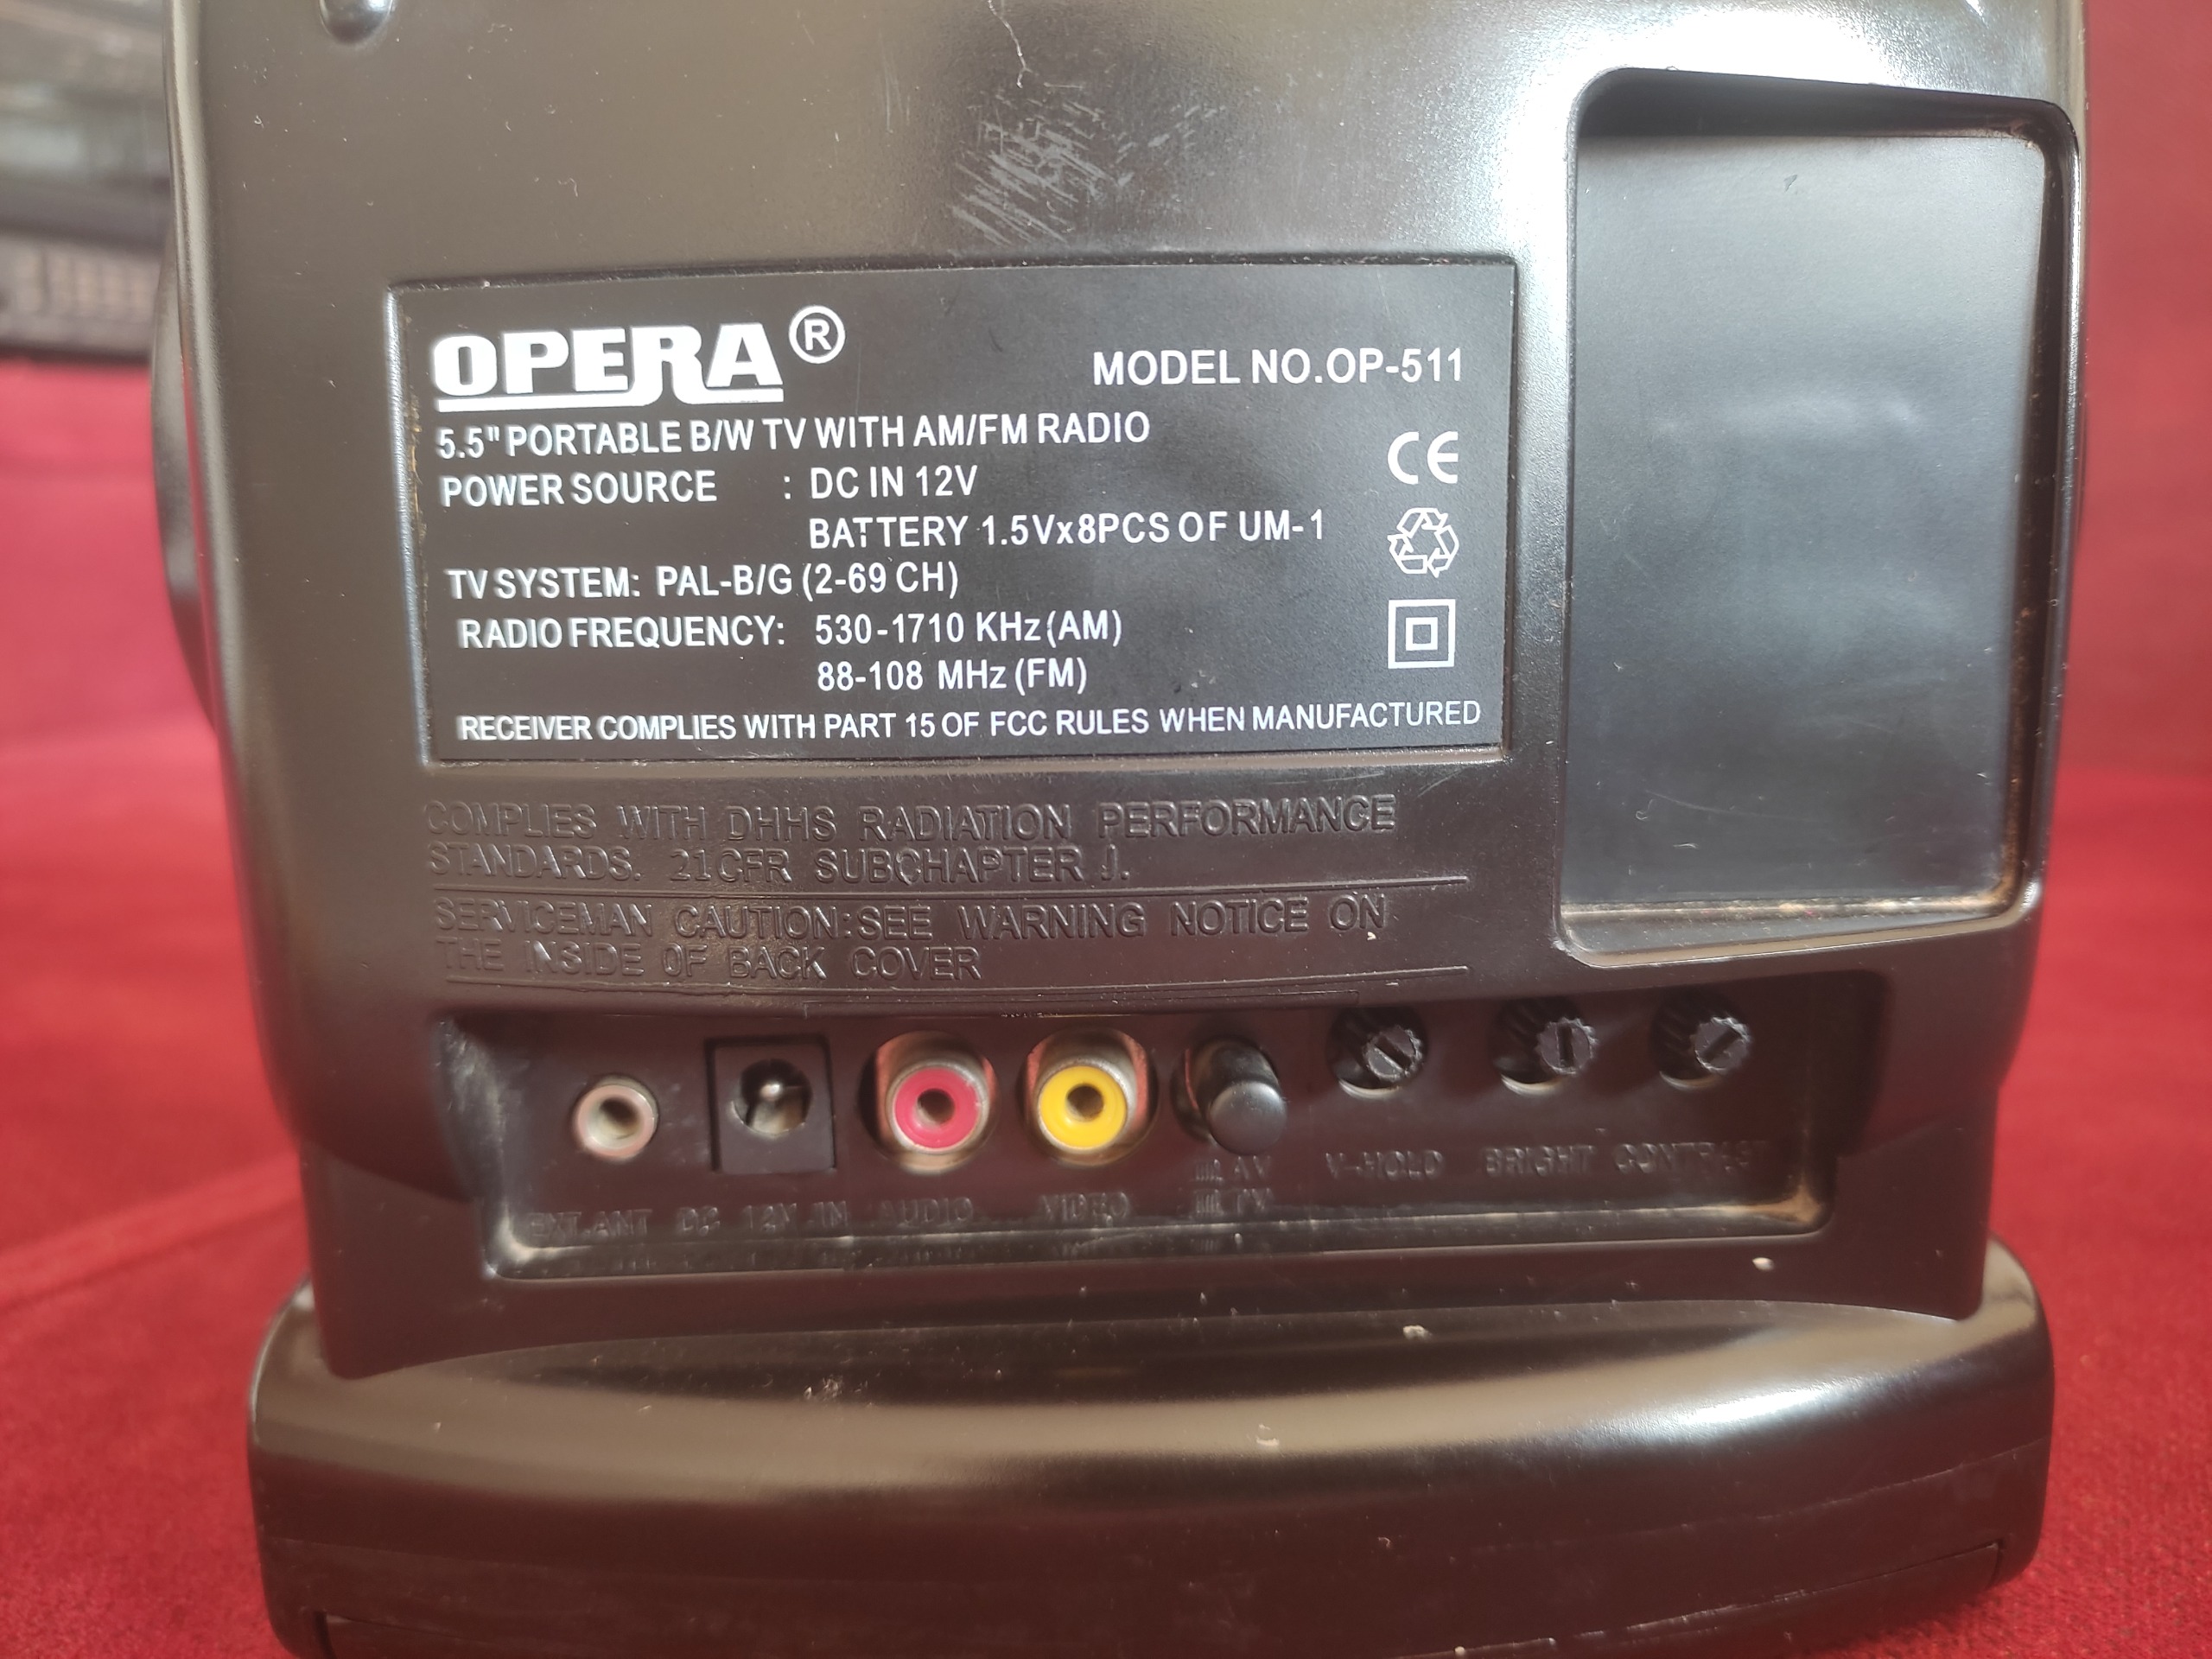 OPERA®
MODEL NO.OP-511
5.5" PORTABLE B/W TV WITH AM/FM RADIO
CE
POWER SOURCE : DC IN 12V
BATTERY 1.5Vx8PCS OF UM-1
TV SYSTEM: PAL-B/G (2-69 CH)
RADIO FREQUENCY: 530-1710 KHz (AM)
88-108 MHz (FM)
RECEIVER COMPLIES WITH PART 15 OF FCC RULES WHEN MANUFACTURED
COMPLIES WITH DHHS RADIATION PERFORMANCE
STANDARDS. 21CFR SUBCHAPTER J.
SERVICEMAN CAUTION:SEE WARNING NOTICE ON
THE INSIDE OF BACK COVER
AV V-HOLD BRIGHT CONTRAST
EXT.ANT DC 12V IN AUDIO VIDEO TV